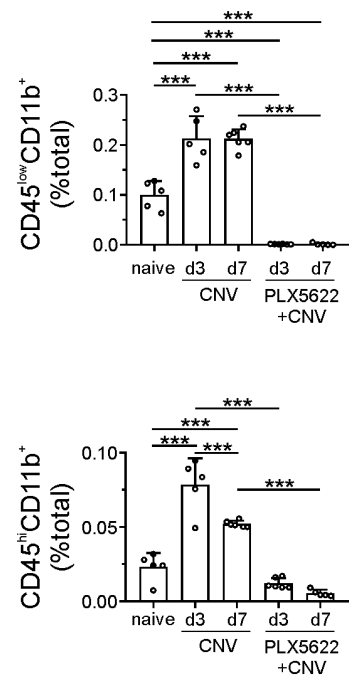 ***
***
***
*** ***
***
CD45lowCD11b+
(%total)
0.3
0.2
0.1
0.0
naive d3 d7 d3 d7
CNV PLX5622
+CNV
***
***
*** ***
***
CD45hiCD11b+
(%total)
0.10
0.05
0.00
naive d3 d7 d3 d7
CNV PLX5622
+CNV